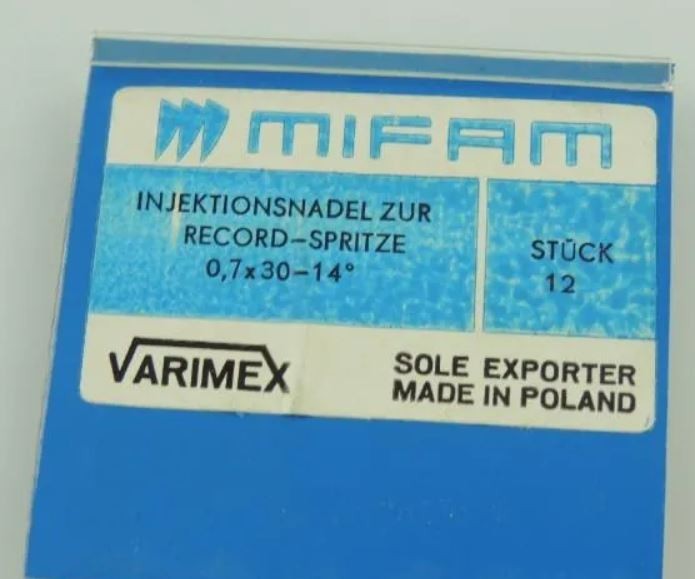 MIFAM
INJEKTIONSNADEL ZUR
RECORD-SPRITZE
0,7x30-14°
STÜCK
12
VARIMEX
SOLE EXPORTER
MADE IN POLAND